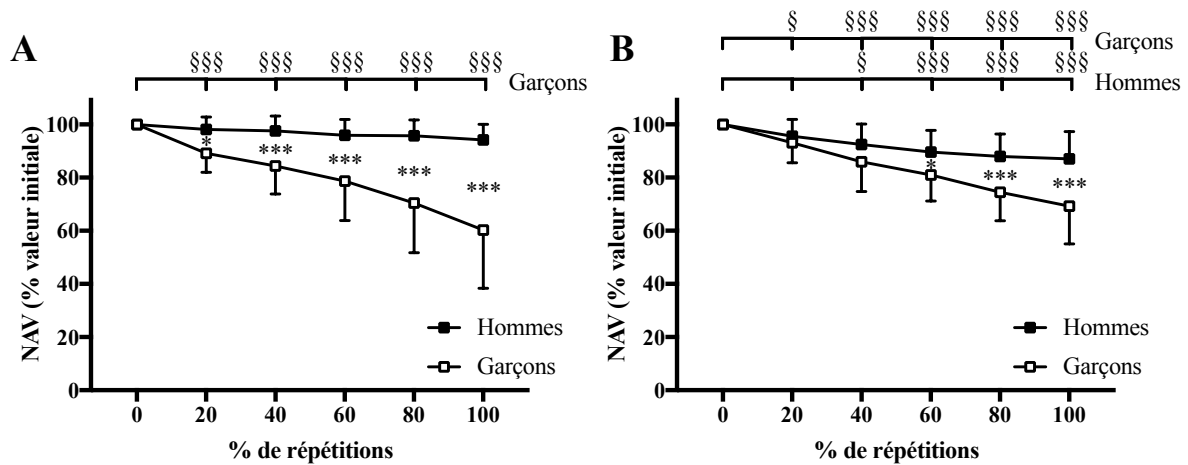 A
§§§ §§§ §§§ §§§ §§§
Garçons
NAV (% valeur initiale)
100
80
60
40
20
0
* *** *** *** ***
Hommes
Garçons
0 20 40 60 80 100
% de répétitions
B
§ §§§ §§§ §§§ §§§
Garçons
§ §§§ §§§ §§§
Hommes
NAV (% valeur initiale)
100
80
60
40
20
0
* *** ***
Hommes
Garçons
0 20 40 60 80 100
% de répétitions